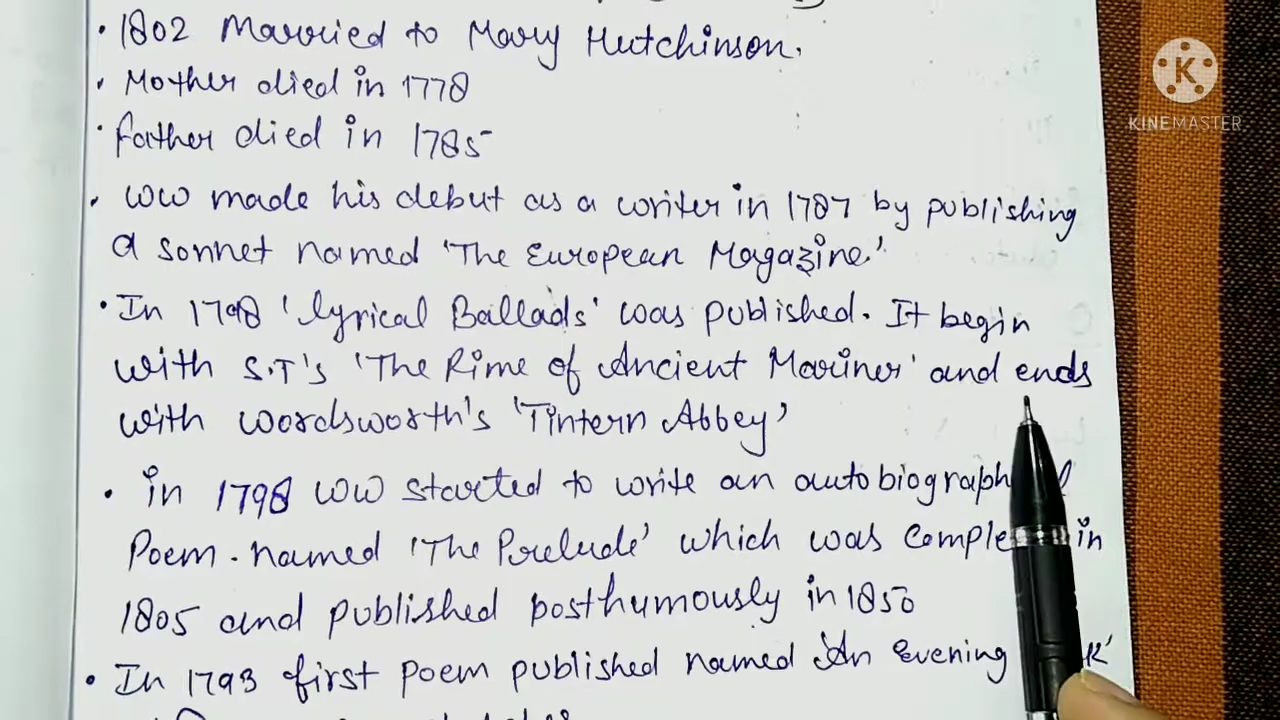 • 1802 Married to Mary Hutchinson.
• Mother died in 1778
• Father died in 1785
• WW made his debut as a writer in 1787 by publishing
a sonnet named 'The European Magazine.'
• In 1798 'lyrical Ballads' was published. It begin
with S.T's 'The Rime of Ancient Mariner' and ends
with wordsworth's 'Tintern Abbey'
• in 1798 WW started to write an autobiograph
Poem. named 'The Prelude' which was comple in
1805 and published posthumously in 1850
• In 1793 first poem published named 'An Evening
KINEMASTER